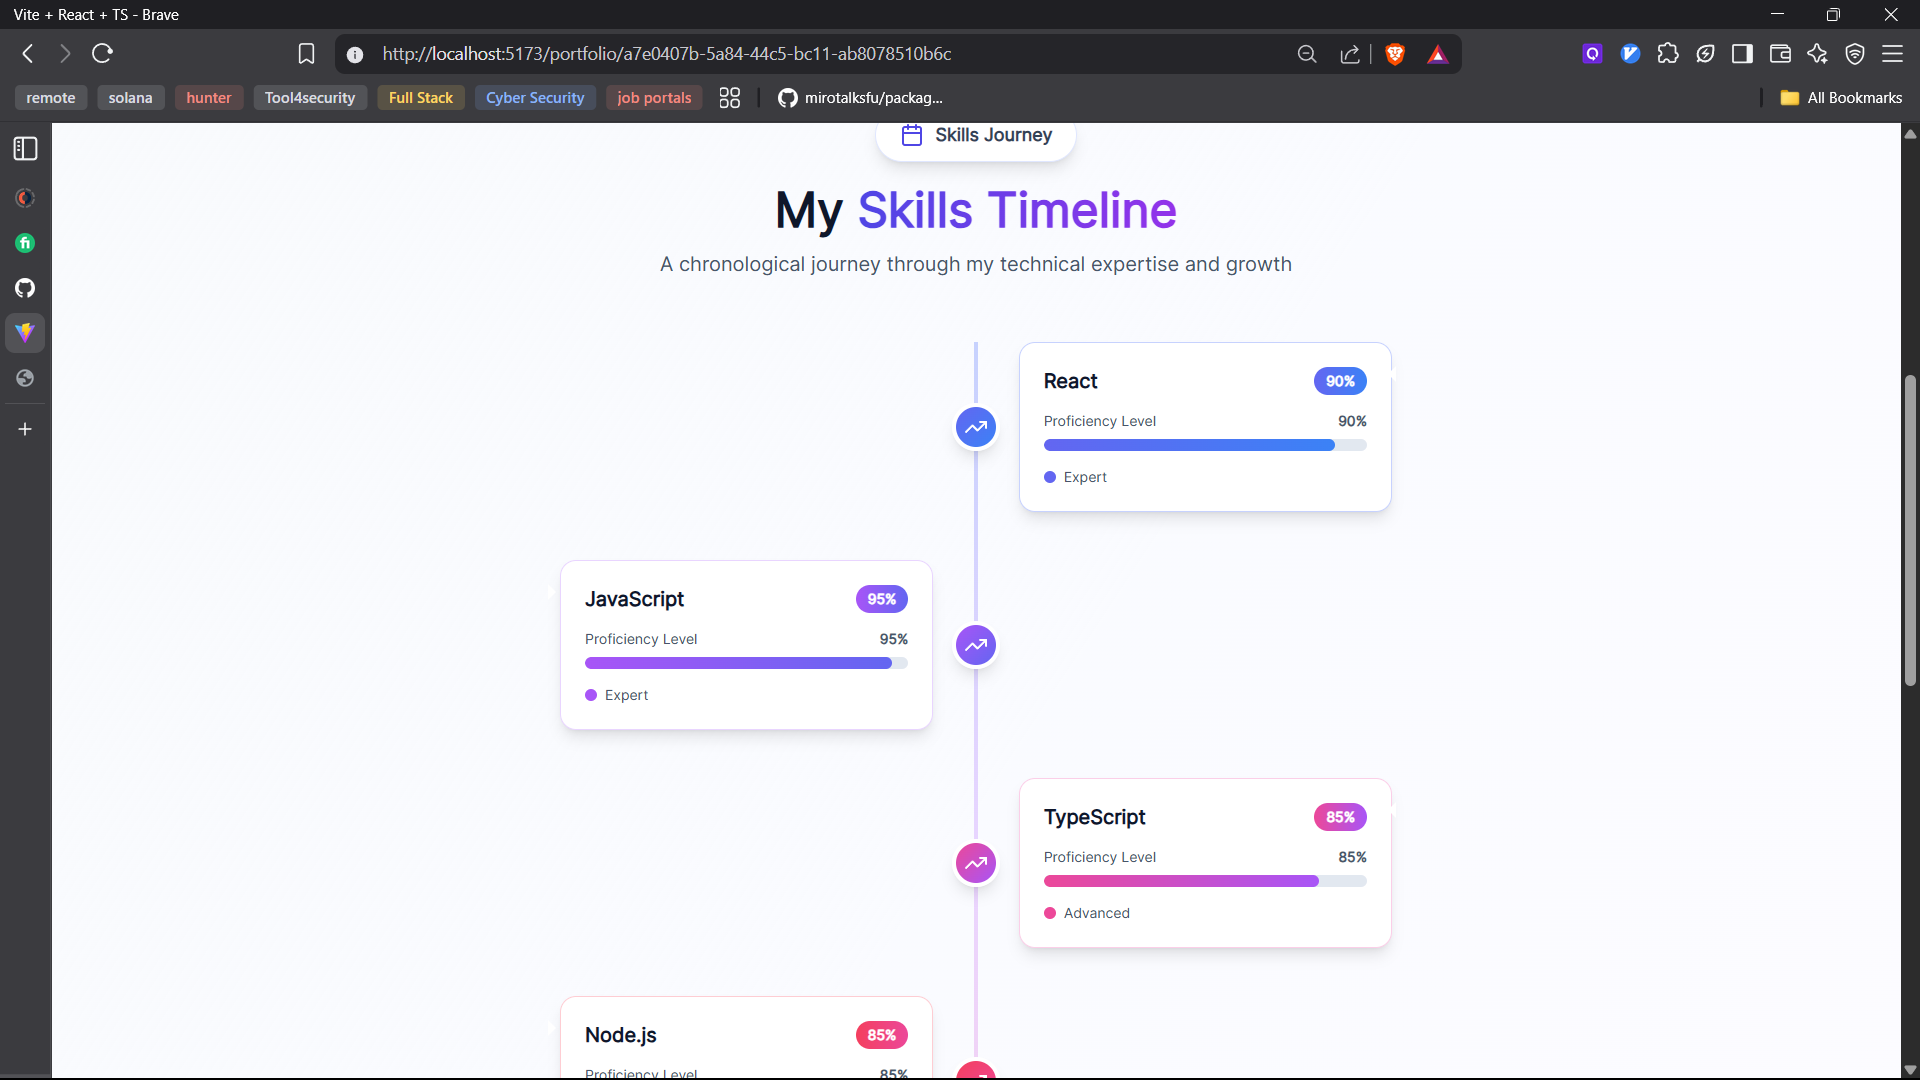 Vite + React + TS - Brave
http://localhost:5173/portfolio/a7e0407b-5a84-44c5-bc11-ab8078510b6c
remote solana hunter Tool4security Full Stack Cyber Security job portals mirotalksfu/packag... All Bookmarks
Skills Journey
My Skills Timeline
A chronological journey through my technical expertise and growth
React 90%
Proficiency Level 90%
Expert
JavaScript 95%
Proficiency Level 95%
Expert
TypeScript 85%
Proficiency Level 85%
Advanced
Node.js 85%
Proficiency Level 85%